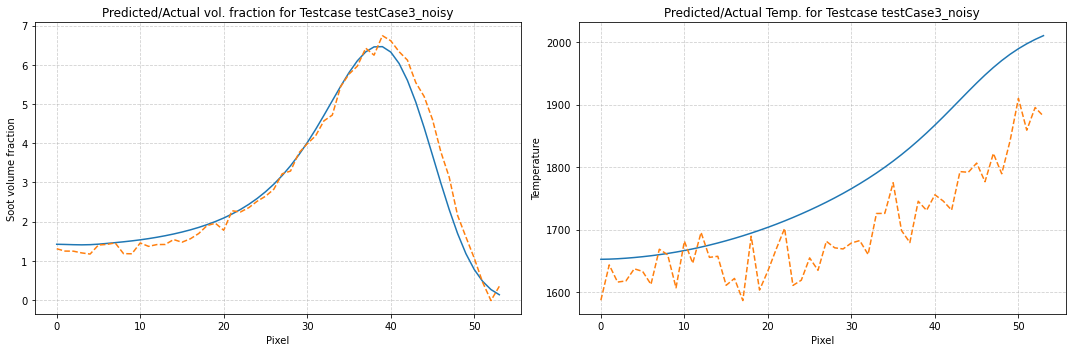 Predicted/Actual vol. fraction for Testcase testCase3_noisy
Soot volume fraction
7
6
5
4
3
2
1
0
0 10 20 30 40 50
Pixel
Predicted/Actual Temp. for Testcase testCase3_noisy
Temperature
2000
1900
1800
1700
1600
0 10 20 30 40 50
Pixel